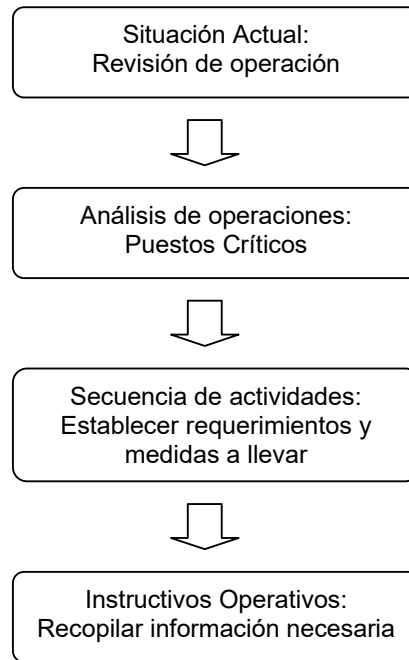 Situación Actual:
Revisión de operación
Análisis de operaciones:
Puestos Críticos
Secuencia de actividades:
Establecer requerimientos y
medidas a llevar
Instructivos Operativos:
Recopilar información necesaria